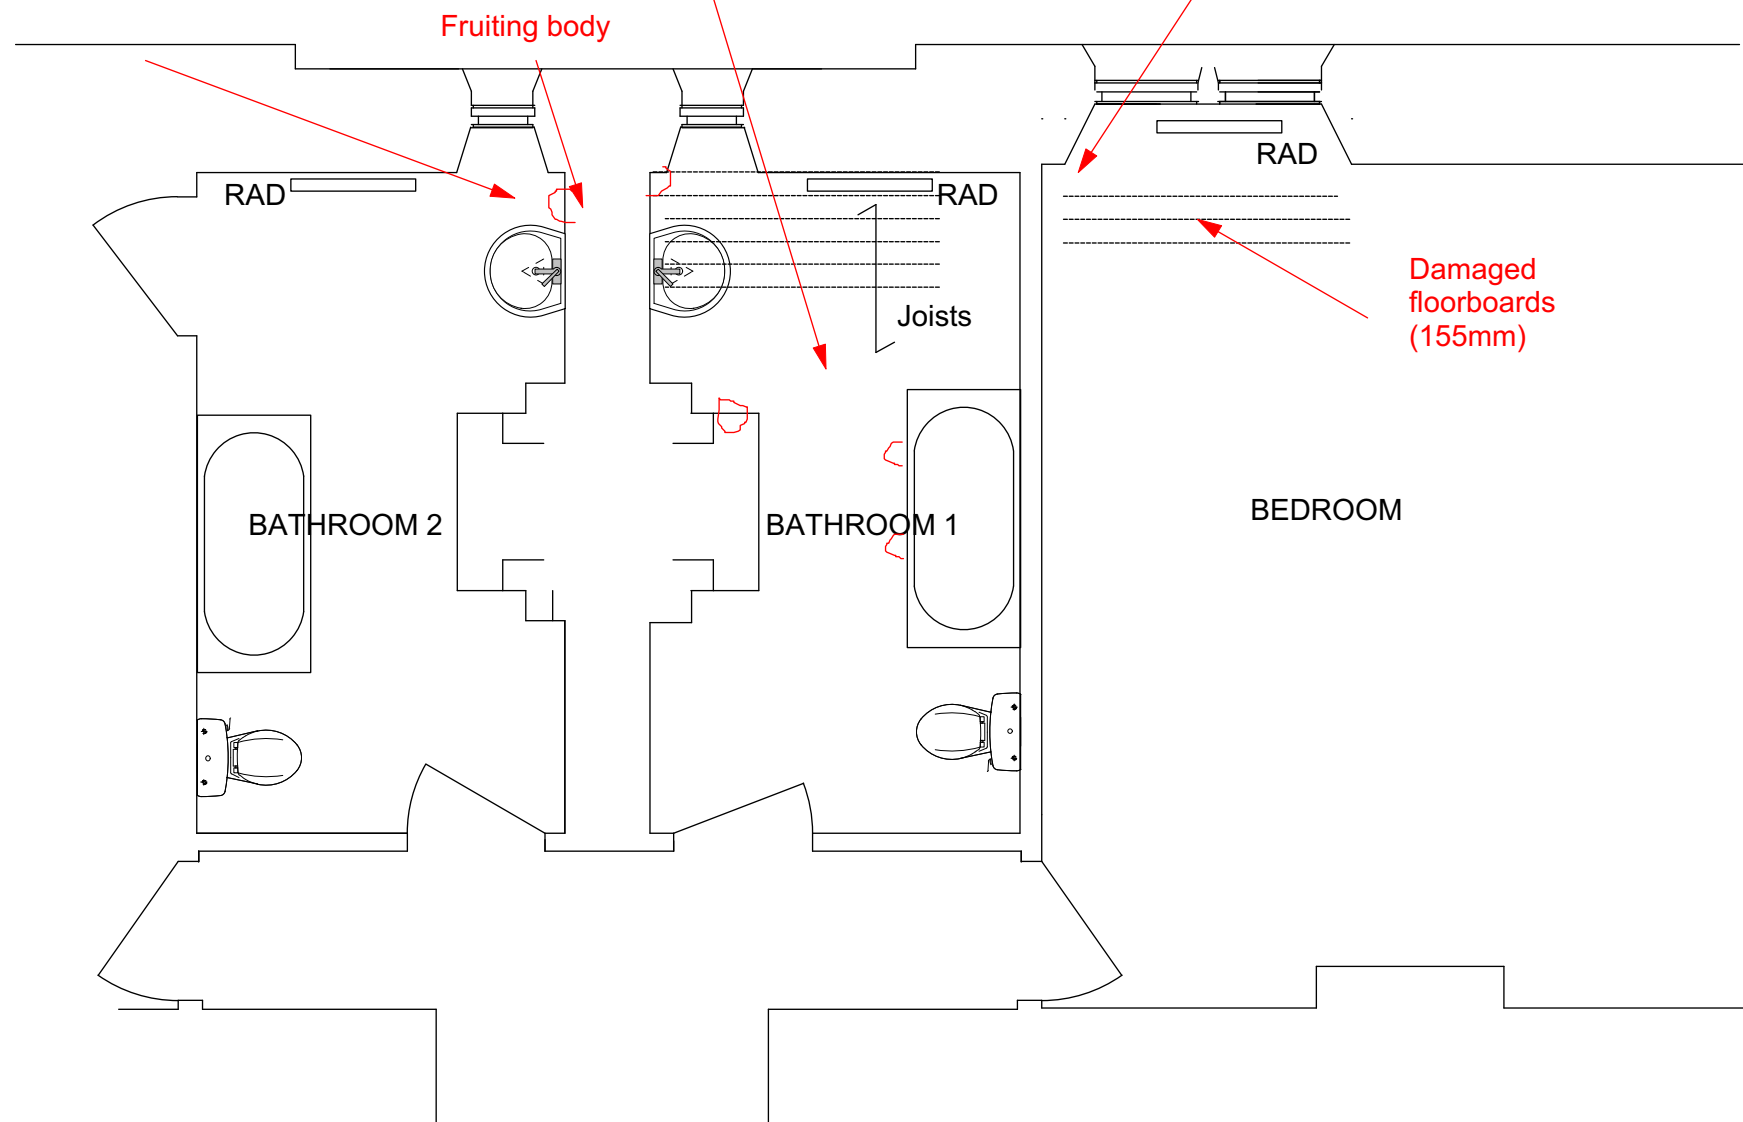 Fruiting body
RAD
RAD
RAD
Damaged
floorboards
(155mm)
Joists
BATHROOM 2
BATHROOM 1
BEDROOM